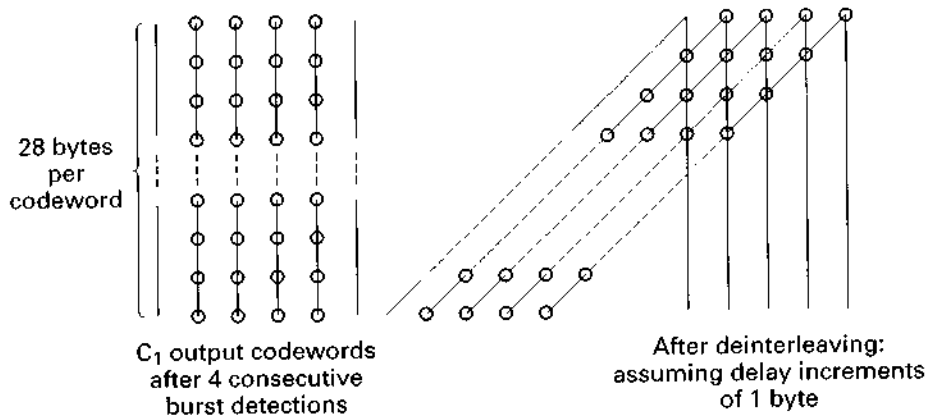 28 bytes
per
codeword
C₁ output codewords
after 4 consecutive
burst detections
After deinterleaving:
assuming delay increments
of 1 byte